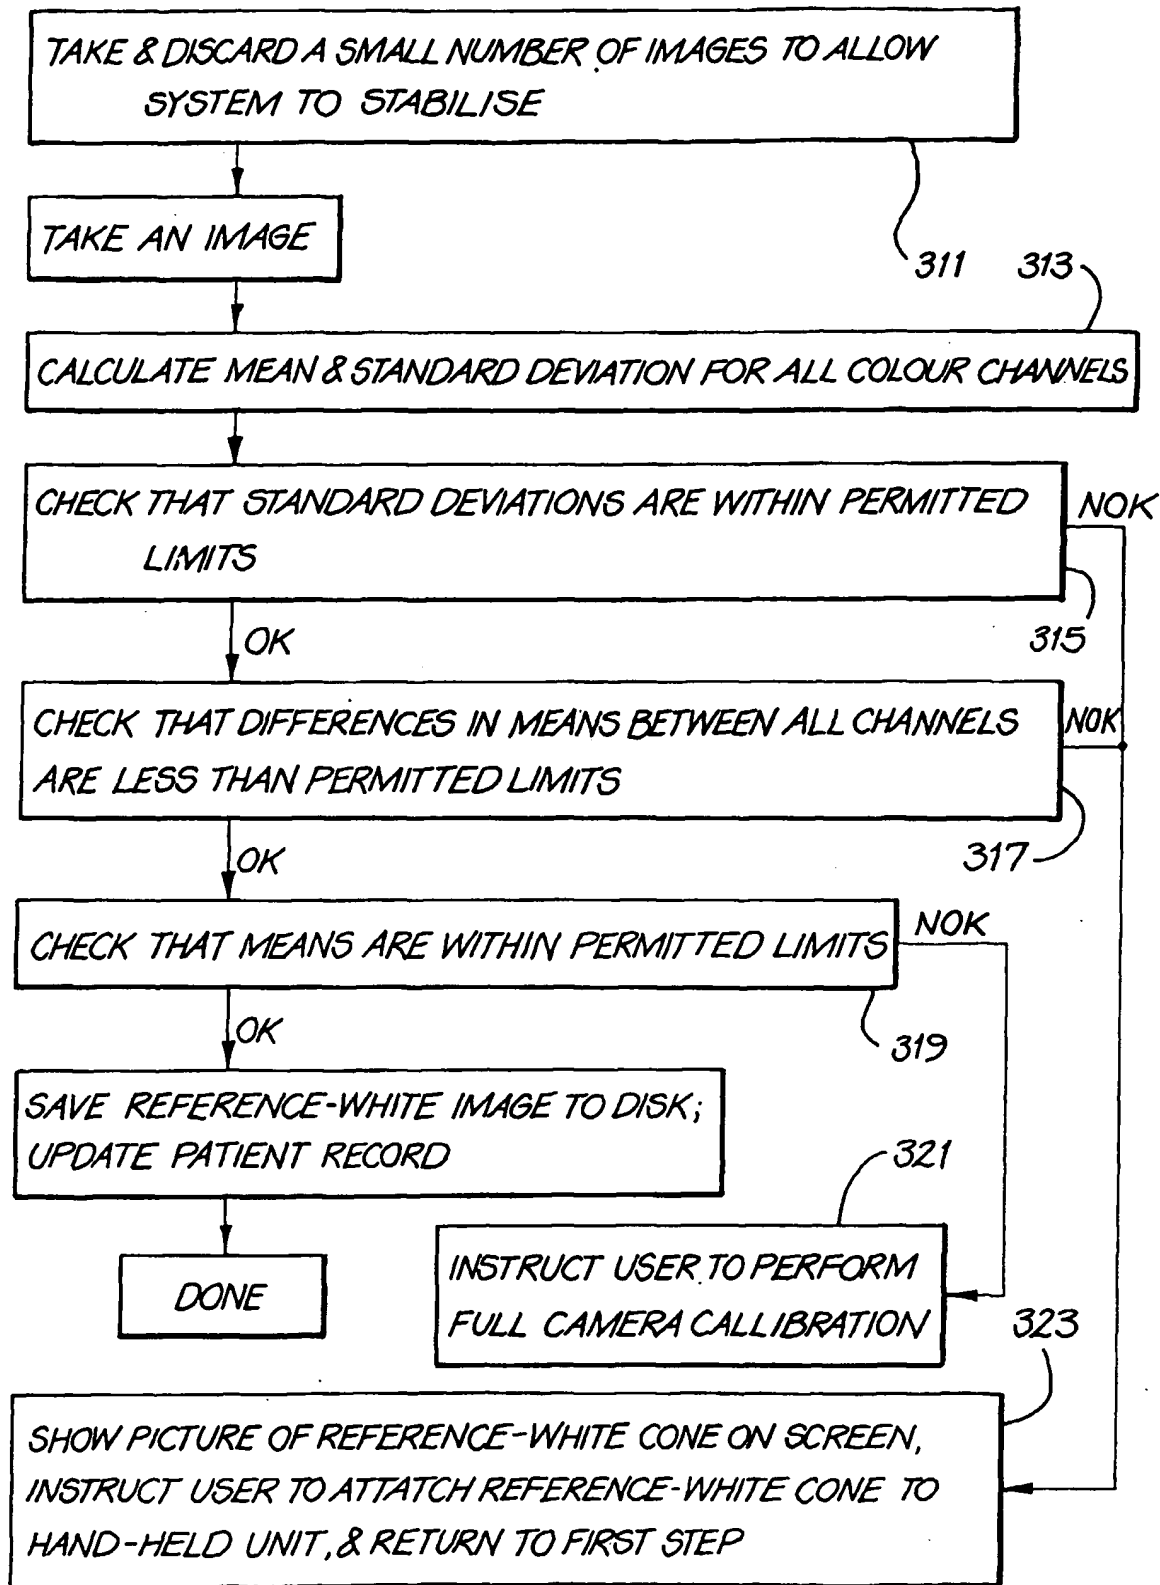 TAKE & DISCARD A SMALL NUMBER OF IMAGES TO ALLOW
SYSTEM TO STABILISE
TAKE AN IMAGE
311
313
CALCULATE MEAN & STANDARD DEVIATION FOR ALL COLOUR CHANNELS
CHECK THAT STANDARD DEVIATIONS ARE WITHIN PERMITTED
LIMITS
NOK
315
OK
CHECK THAT DIFFERENCES IN MEANS BETWEEN ALL CHANNELS
ARE LESS THAN PERMITTED LIMITS
NOK
317
OK
CHECK THAT MEANS ARE WITHIN PERMITTED LIMITS
NOK
319
OK
SAVE REFERENCE-WHITE IMAGE TO DISK;
UPDATE PATIENT RECORD
321
DONE
INSTRUCT USER TO PERFORM
FULL CAMERA CALLIBRATION
323
SHOW PICTURE OF REFERENCE-WHITE CONE ON SCREEN,
INSTRUCT USER TO ATTATCH REFERENCE-WHITE CONE TO
HAND-HELD UNIT, & RETURN TO FIRST STEP